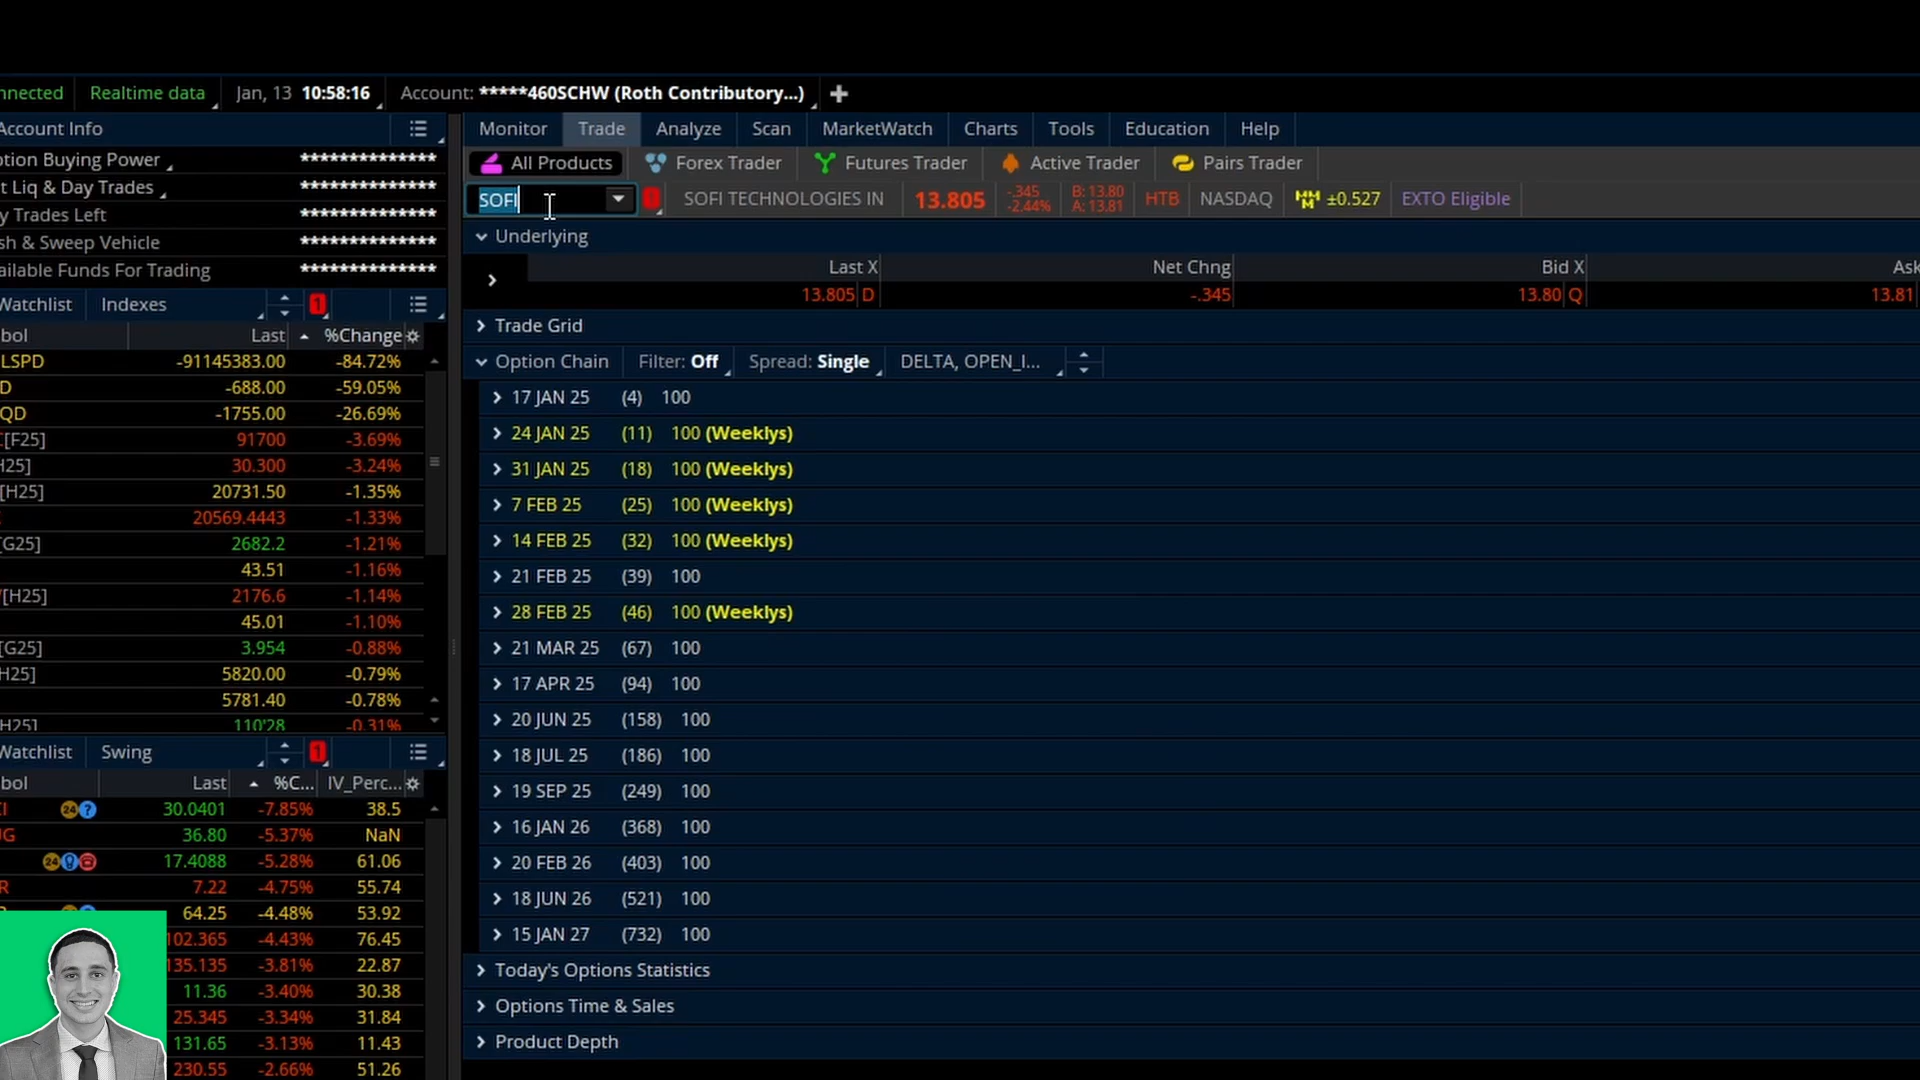 nnected Realtime data Jan, 13 10:58:16 Account: *****460SCHW (Roth Contributory...) +
Account Info
Monitor Trade Analyze Scan MarketWatch Charts Tools Education Help
ption Buying Power **************
t Liq & Day Trades **************
y Trades Left **************
sh & Sweep Vehicle **************
ailable Funds For Trading **************
All Products Forex Trader Futures Trader Active Trader Pairs Trader
SOFI 1 SOFI TECHNOLOGIES IN 13.805 -.345 -2.44% B: 13.80 A: 13.81 HTB NASDAQ MM ±0.527 EXTO Eligible
Underlying
Last X Net Chng Bid X Ask
13.805 D -.345 13.80 Q 13.81
Trade Grid
Option Chain Filter: Off Spread: Single DELTA, OPEN_I...
17 JAN 25 (4) 100
24 JAN 25 (11) 100 (Weeklys)
31 JAN 25 (18) 100 (Weeklys)
7 FEB 25 (25) 100 (Weeklys)
14 FEB 25 (32) 100 (Weeklys)
21 FEB 25 (39) 100
28 FEB 25 (46) 100 (Weeklys)
21 MAR 25 (67) 100
17 APR 25 (94) 100
20 JUN 25 (158) 100
18 JUL 25 (186) 100
19 SEP 25 (249) 100
16 JAN 26 (368) 100
20 FEB 26 (403) 100
18 JUN 26 (521) 100
15 JAN 27 (732) 100
Today's Options Statistics
Options Time & Sales
Product Depth
Watchlist Indexes 1
bol Last %Change
LSPD -91145383.00 -84.72%
D -688.00 -59.05%
QD -1755.00 -26.69%
[F25] 91700 -3.69%
H25] 30.300 -3.24%
[H25] 20731.50 -1.35%
20569.4443 -1.33%
[G25] 2682.2 -1.21%
43.51 -1.16%
[H25] 2176.6 -1.14%
45.01 -1.10%
[G25] 3.954 -0.88%
H25] 5820.00 -0.79%
5781.40 -0.78%
H25] 110'28 -0.31%
Watchlist Swing 1
bol Last %C... IV_Perc...
I 24 ? 30.0401 -7.85% 38.5
JG 36.80 -5.37% NaN
24 17.4088 -5.28% 61.06
R 7.22 -4.75% 55.74
64.25 -4.48% 53.92
102.365 -4.43% 76.45
135.135 -3.81% 22.87
11.36 -3.40% 30.38
25.345 -3.34% 31.84
131.65 -3.13% 11.43
230.55 -2.66% 51.26